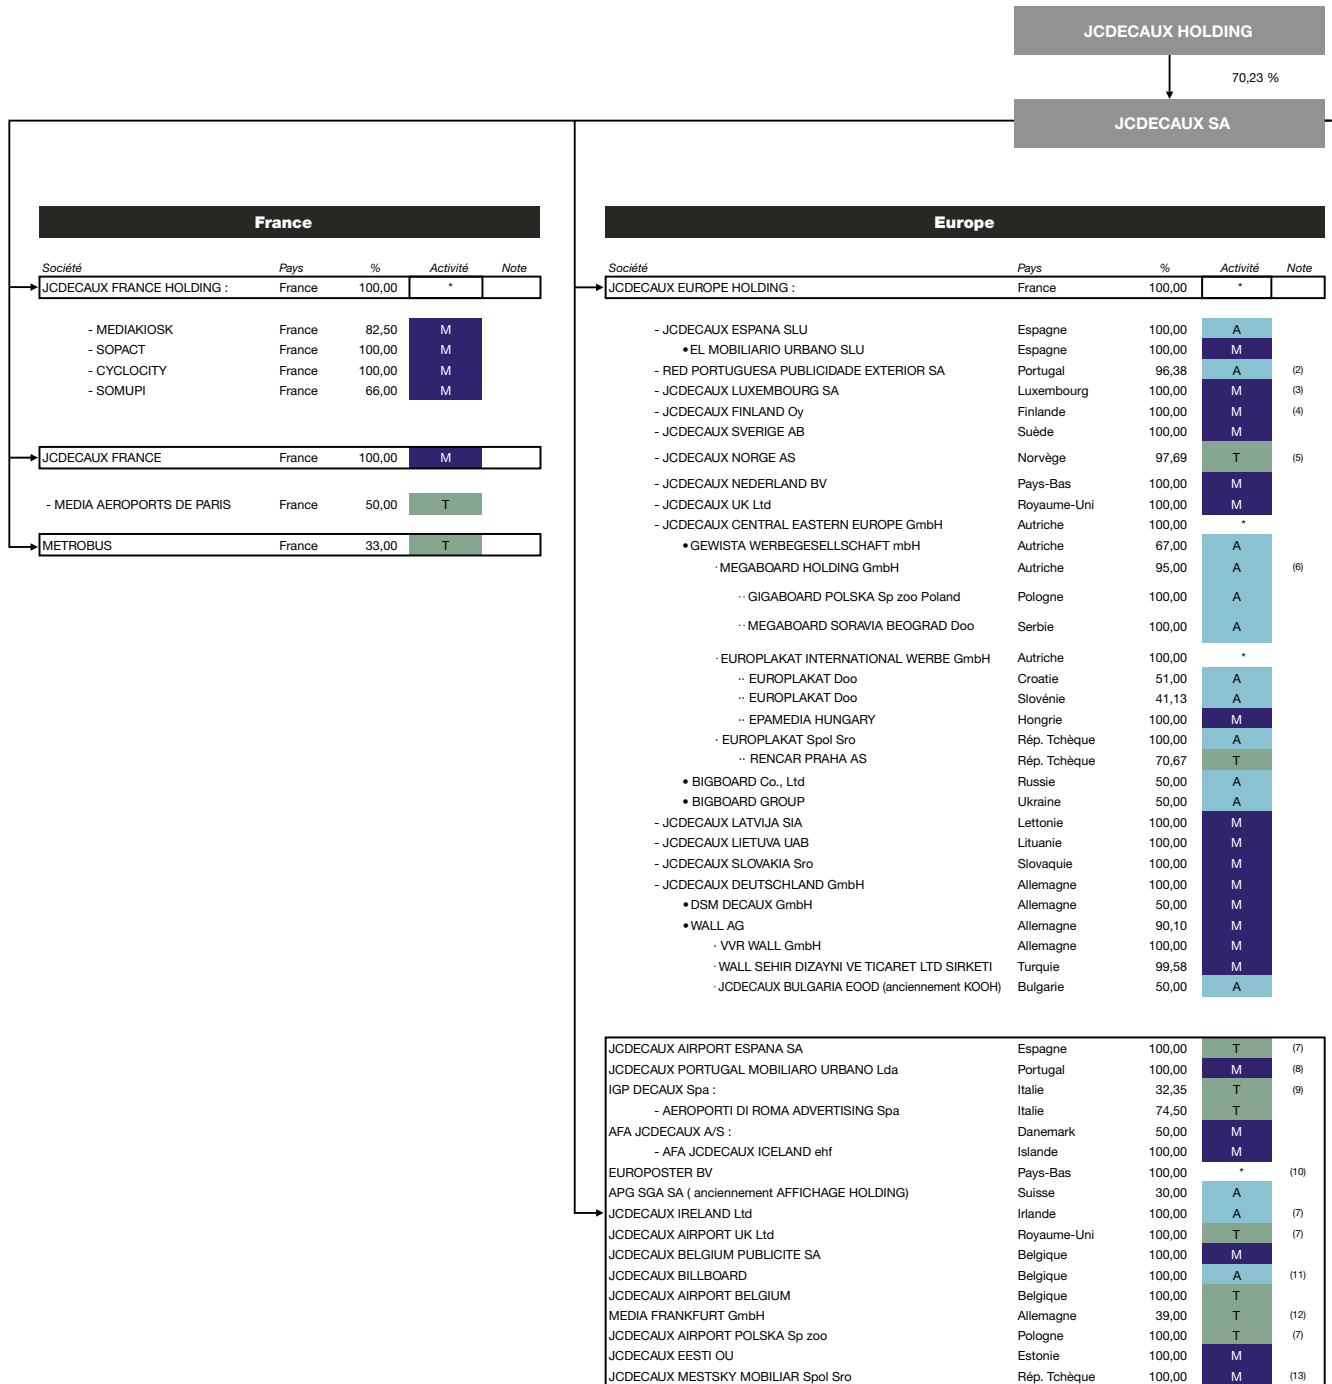 JCDECAUX HOLDING
70,23 %
JCDECAUX SA
France
Société Pays % Activité Note
JCDECAUX FRANCE HOLDING : France 100,00 *
- MEDIAKIOSK France 82,50 M
- SOPACT France 100,00 M
- CYCLOCITY France 100,00 M
- SOMUPI France 66,00 M
JCDECAUX FRANCE France 100,00 M
- MEDIA AEROPORTS DE PARIS France 50,00 T
METROBUS France 33,00 T
Europe
Société Pays % Activité Note
JCDECAUX EUROPE HOLDING : France 100,00 *
- JCDECAUX ESPANA SLU Espagne 100,00 A
• EL MOBILIARIO URBANO SLU Espagne 100,00 M
- RED PORTUGUESA PUBLICIDADE EXTERIOR SA Portugal 96,38 A (2)
- JCDECAUX LUXEMBOURG SA Luxembourg 100,00 M (3)
- JCDECAUX FINLAND Oy Finlande 100,00 M (4)
- JCDECAUX SVERIGE AB Suède 100,00 M
- JCDECAUX NORGE AS Norvège 97,69 T (5)
- JCDECAUX NEDERLAND BV Pays-Bas 100,00 M
- JCDECAUX UK Ltd Royaume-Uni 100,00 M
- JCDECAUX CENTRAL EASTERN EUROPE GmbH Autriche 100,00 *
• GEWISTA WERBEGESELLSCHAFT mbH Autriche 67,00 A
· MEGABOARD HOLDING GmbH Autriche 95,00 A (6)
·· GIGABOARD POLSKA Sp zoo Poland Pologne 100,00 A
·· MEGABOARD SORAVIA BEOGRAD Doo Serbie 100,00 A
· EUROPLAKAT INTERNATIONAL WERBE GmbH Autriche 100,00 *
·· EUROPLAKAT Doo Croatie 51,00 A
·· EUROPLAKAT Doo Slovénie 41,13 A
·· EPAMEDIA HUNGARY Hongrie 100,00 M
· EUROPLAKAT Spol Sro Rép. Tchèque 100,00 A
·· RENCAR PRAHA AS Rép. Tchèque 70,67 T
• BIGBOARD Co., Ltd Russie 50,00 A
• BIGBOARD GROUP Ukraine 50,00 A
- JCDECAUX LATVIJA SIA Lettonie 100,00 M
- JCDECAUX LIETUVA UAB Lituanie 100,00 M
- JCDECAUX SLOVAKIA Sro Slovaquie 100,00 M
- JCDECAUX DEUTSCHLAND GmbH Allemagne 100,00 M
• DSM DECAUX GmbH Allemagne 50,00 M
• WALL AG Allemagne 90,10 M
· VVR WALL GmbH Allemagne 100,00 M
· WALL SEHIR DIZAYNI VE TICARET LTD SIRKETI Turquie 99,58 M
· JCDECAUX BULGARIA EOOD (anciennement KOOH) Bulgarie 50,00 A
JCDECAUX AIRPORT ESPANA SA Espagne 100,00 T (7)
JCDECAUX PORTUGAL MOBILIARO URBANO Lda Portugal 100,00 M (8)
IGP DECAUX Spa : Italie 32,35 T (9)
- AEROPORTI DI ROMA ADVERTISING Spa Italie 74,50 T
AFA JCDECAUX A/S : Danemark 50,00 M
- AFA JCDECAUX ICELAND ehf Islande 100,00 M
EUROPOSTER BV Pays-Bas 100,00 * (10)
APG SGA SA ( anciennement AFFICHAGE HOLDING) Suisse 30,00 A
JCDECAUX IRELAND Ltd Irlande 100,00 A (7)
JCDECAUX AIRPORT UK Ltd Royaume-Uni 100,00 T (7)
JCDECAUX BELGIUM PUBLICITE SA Belgique 100,00 M
JCDECAUX BILLBOARD Belgique 100,00 A (11)
JCDECAUX AIRPORT BELGIUM Belgique 100,00 T
MEDIA FRANKFURT GmbH Allemagne 39,00 T (12)
JCDECAUX AIRPORT POLSKA Sp zoo Pologne 100,00 T (7)
JCDECAUX EESTI OU Estonie 100,00 M
JCDECAUX MESTSKY MOBILIAR Spol Sro Rép. Tchèque 100,00 M (13)